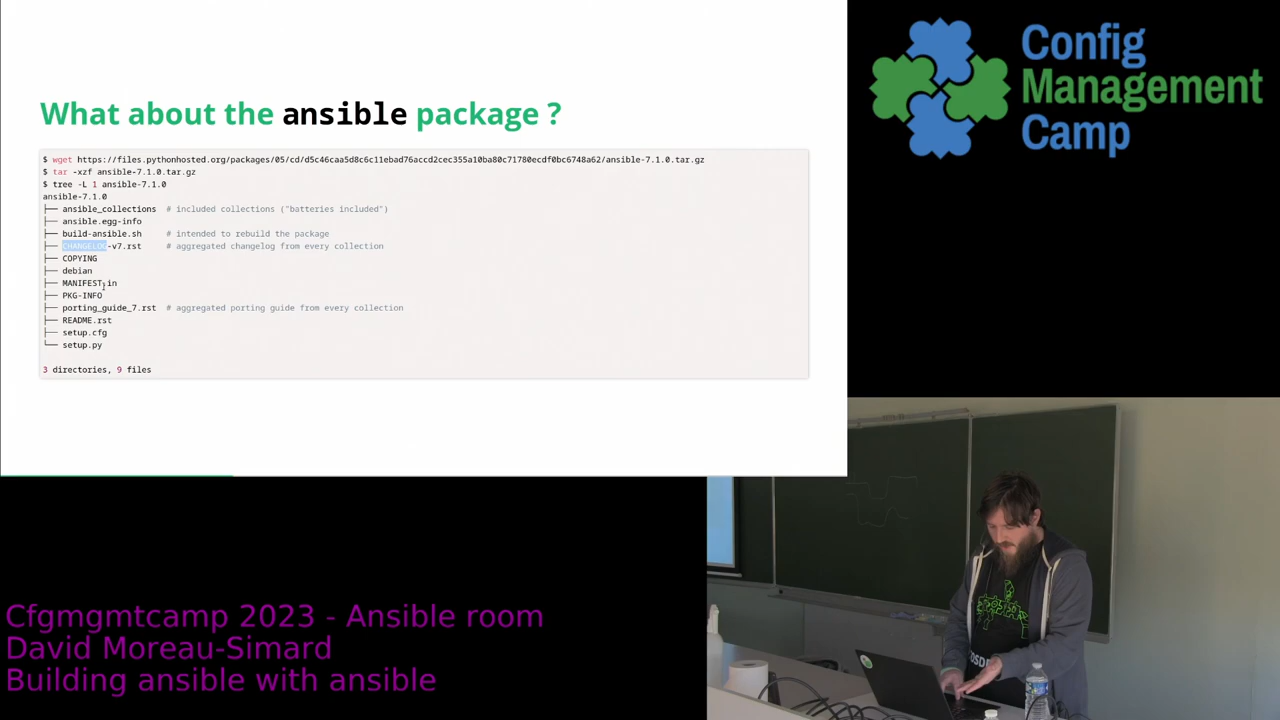 What about the ansible package ?
$ wget https://files.pythonhosted.org/packages/05/cd/d5c46caa5d8c6c11ebad76accd2cec355a10ba80c71780ecdf0bc6748a62/ansible-7.1.0.tar.gz
$ tar -xzf ansible-7.1.0.tar.gz
$ tree -L 1 ansible-7.1.0
ansible-7.1.0
├── ansible_collections # included collections ("batteries included")
├── ansible.egg-info
├── build-ansible.sh # intended to rebuild the package
├── CHANGELOG-v7.rst # aggregated changelog from every collection
├── COPYING
├── debian
├── MANIFEST.in
├── PKG-INFO
├── porting_guide_7.rst # aggregated porting guide from every collection
├── README.rst
├── setup.cfg
└── setup.py
3 directories, 9 files
Config
Management
Camp
Cfgmgmtcamp 2023 - Ansible room
David Moreau-Simard
Building ansible with ansible